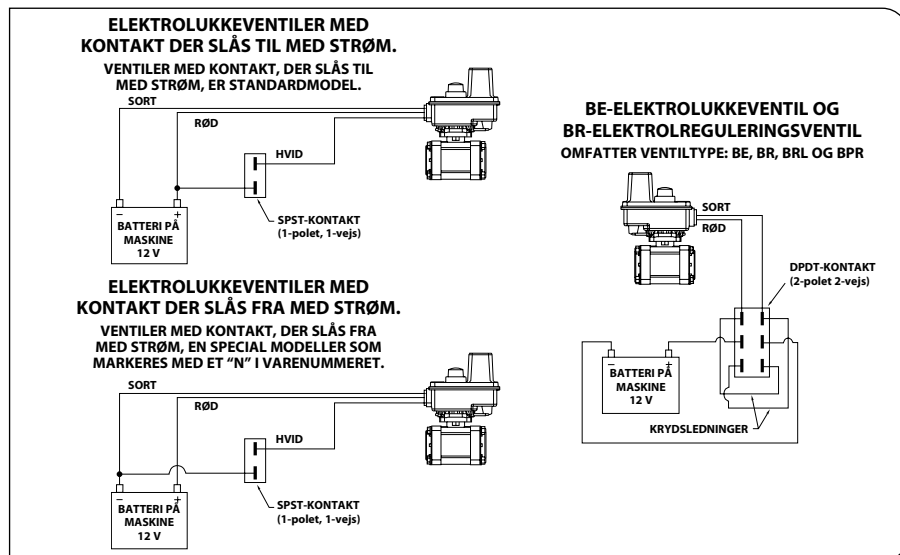 ELEKTROLUKKEVENTILER MED
KONTAKT DER SLÅS TIL MED STRØM.
VENTILER MED KONTAKT, DER SLÅS TIL
MED STRØM, ER STANDARDMODEL.
SORT
RØD
HVID
SPST-KONTAKT
(1-polet, 1-vejs)
– +
BATTERI PÅ
MASKINE
12 V
ELEKTROLUKKEVENTILER MED
KONTAKT DER SLÅS FRA MED STRØM.
VENTILER MED KONTAKT, DER SLÅS FRA
MED STRØM, EN SPECIAL MODELLER SOM
MARKERES MED ET “N” I VARENUMMERET.
SORT
RØD
HVID
SPST-KONTAKT
(1-polet, 1-vejs)
– +
BATTERI PÅ
MASKINE
12 V
BE-ELEKTROLUKKEVENTIL OG
BR-ELEKTROLREGULERINGSVENTIL
OMFATTER VENTILTYPE: BE, BR, BRL OG BPR
SORT
RØD
DPDT-KONTAKT
(2-polet 2-vejs)
– +
BATTERI PÅ
MASKINE
12 V
KRYDSLEDNINGER